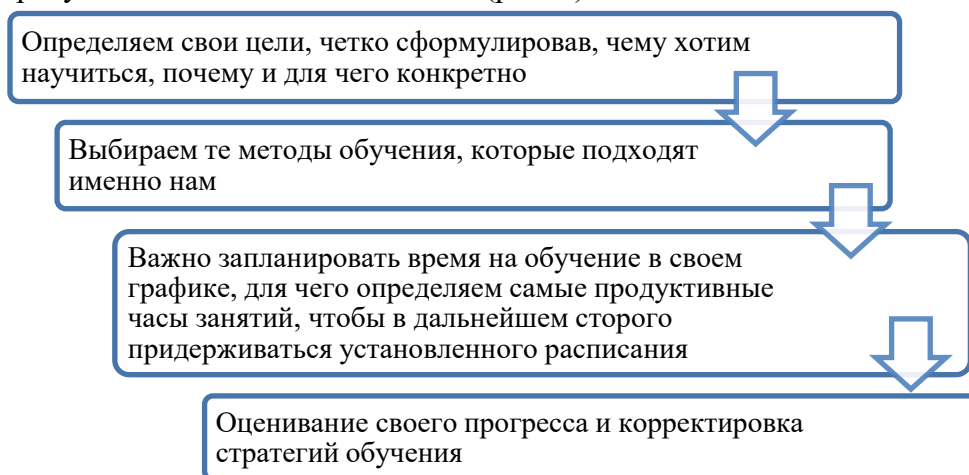 Определяем свои цели, четко сформулировав, чему хотим
научиться, почему и для чего конкретно
Выбираем те методы обучения, которые подходят
именно нам
Важно запланировать время на обучение в своем
графике, для чего определяем самые продуктивные
часы занятий, чтобы в дальнейшем сторого
придерживаться установленного расписания
Оценивание своего прогресса и корректировка
стратегий обучения